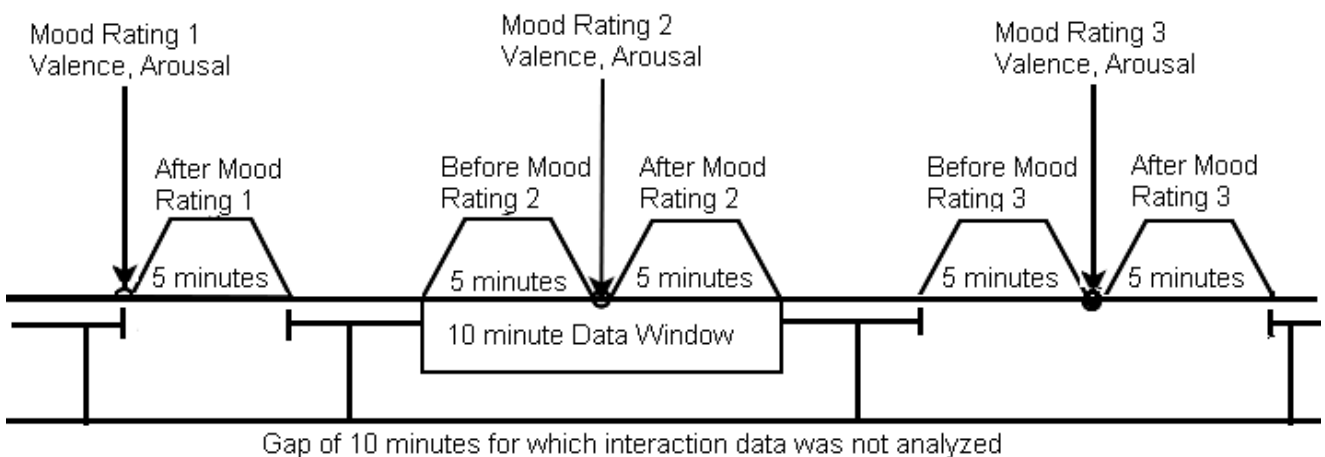 Mood Rating 1
Valence, Arousal
Mood Rating 2
Valence, Arousal
Mood Rating 3
Valence, Arousal
After Mood
Rating 1
Before Mood
Rating 2
After Mood
Rating 2
Before Mood
Rating 3
After Mood
Rating 3
5 minutes
5 minutes
5 minutes
5 minutes
5 minutes
10 minute Data Window
Gap of 10 minutes for which interaction data was not analyzed